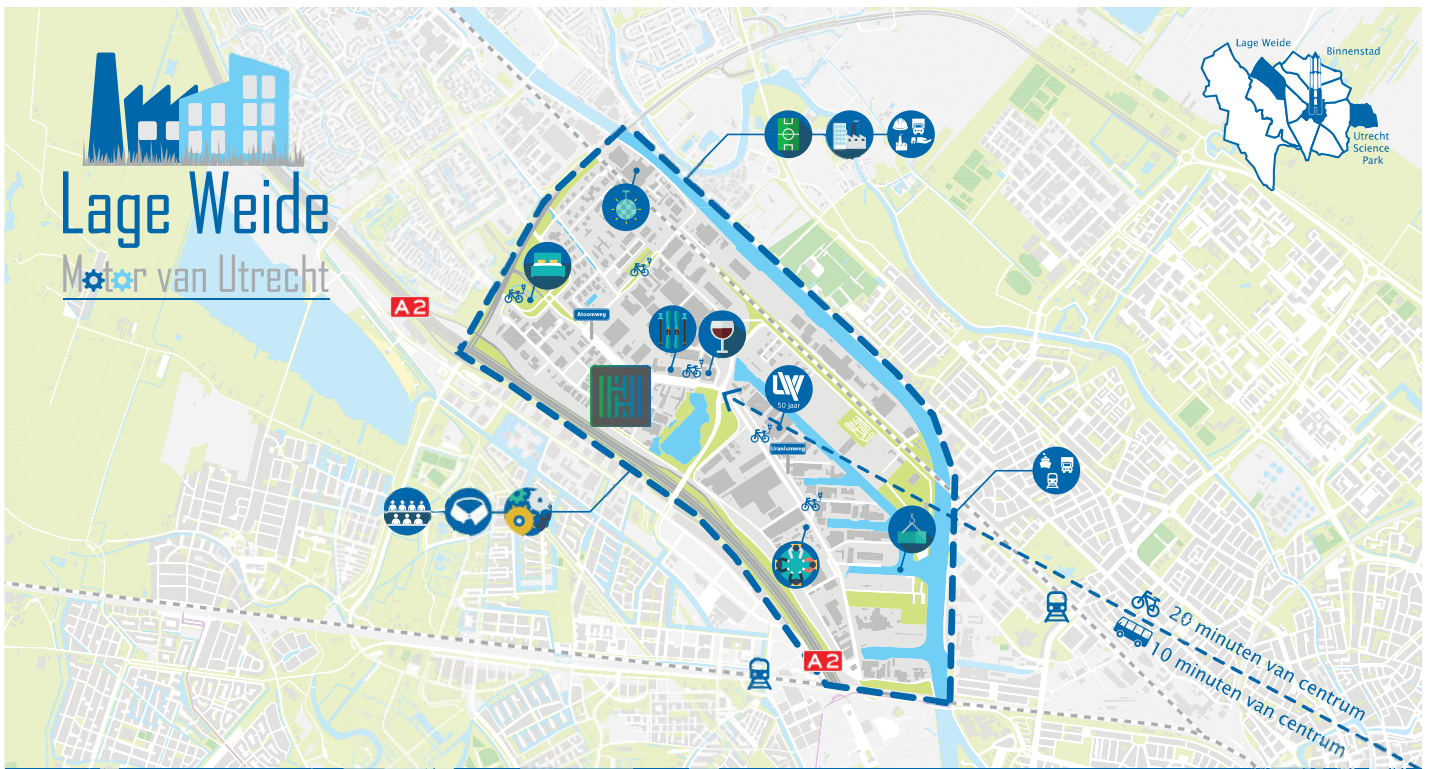 Lage Weide
Motor van Utrecht
Lage Weide
Binnenstad
Utrecht
Science
Park
A2
Atoomweg
50 jaar
Uraniumweg
A2
20 minuten van centrum
10 minuten van centrum